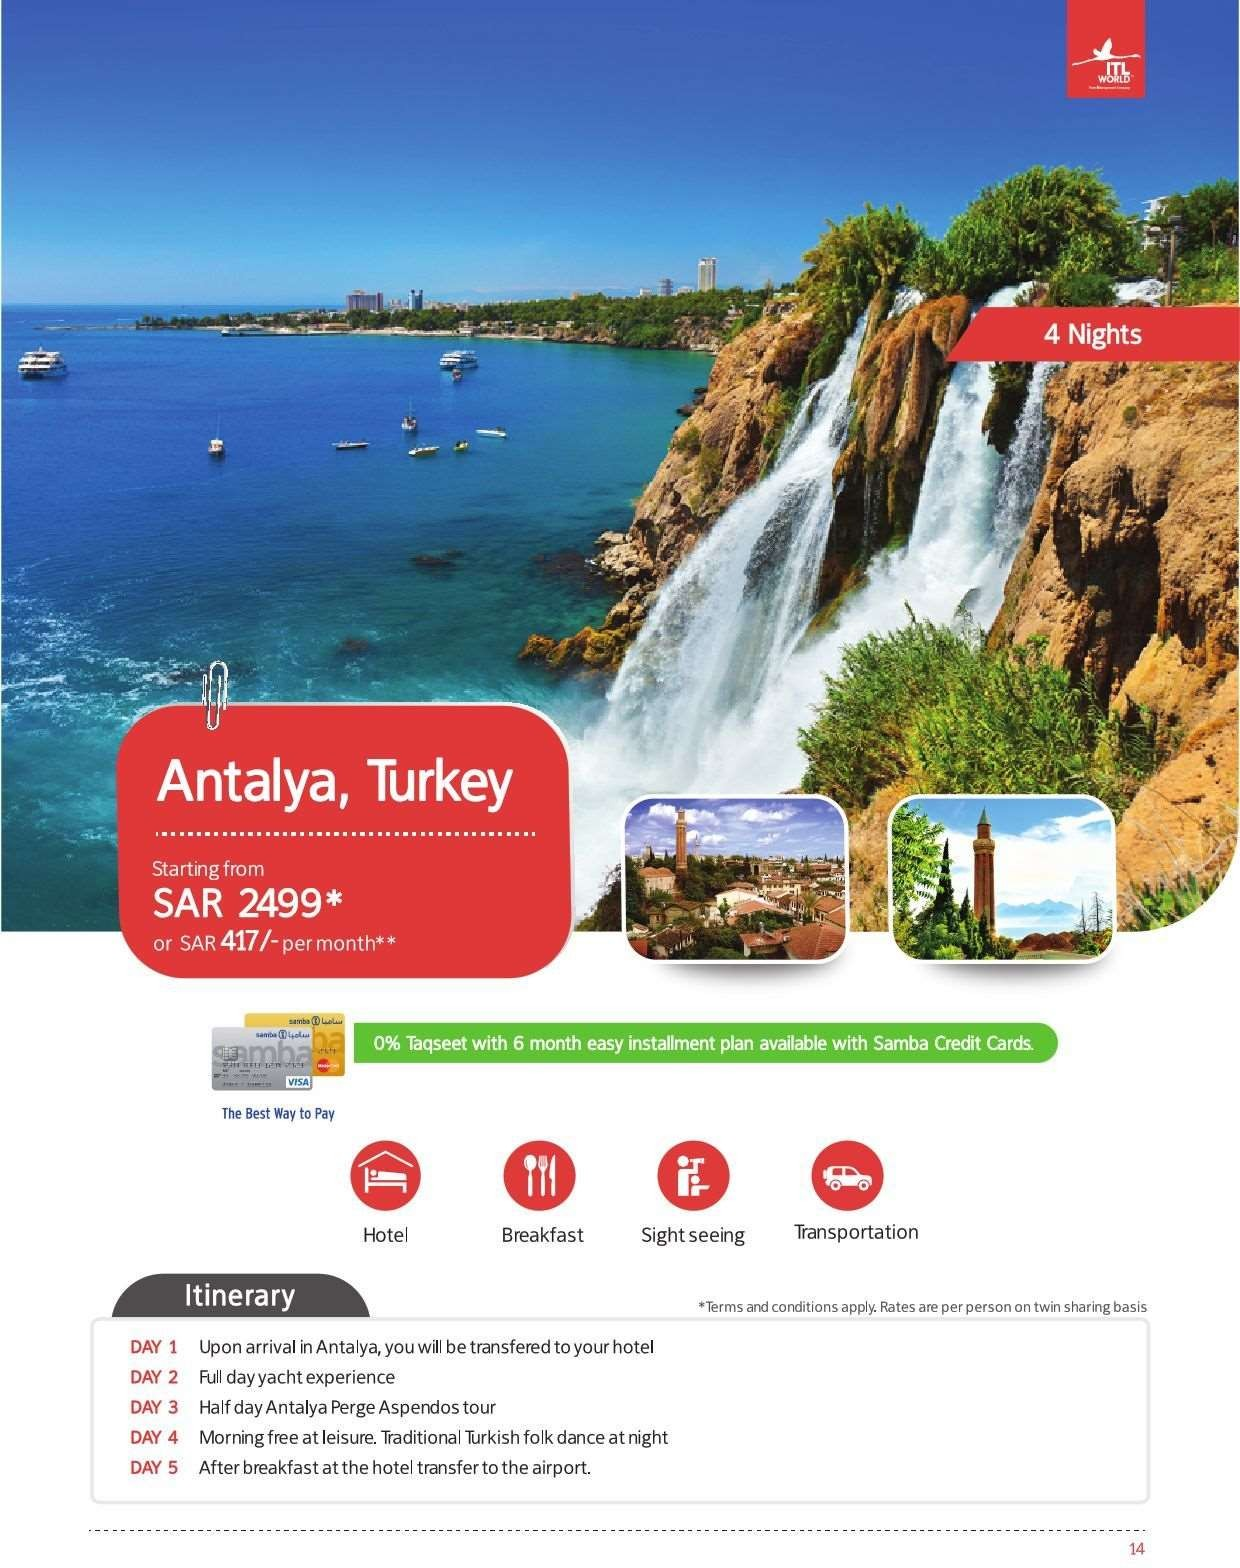 ITL
WORLD
4 Nights
Antalya, Turkey
Starting from
SAR 2499*
or SAR 417/- per month**
samba سامبا
samba سامبا
samba
VISA
The Best Way to Pay
0% Taqseet with 6 month easy installment plan available with Samba Credit Cards.
Hotel
Breakfast
Sight seeing
Transportation
Itinerary
*Terms and conditions apply. Rates are per person on twin sharing basis
DAY 1 Upon arrival in Antalya, you will be transfered to your hotel
DAY 2 Full day yacht experience
DAY 3 Half day Antalya Perge Aspendos tour
DAY 4 Morning free at leisure. Traditional Turkish folk dance at night
DAY 5 After breakfast at the hotel transfer to the airport.
14